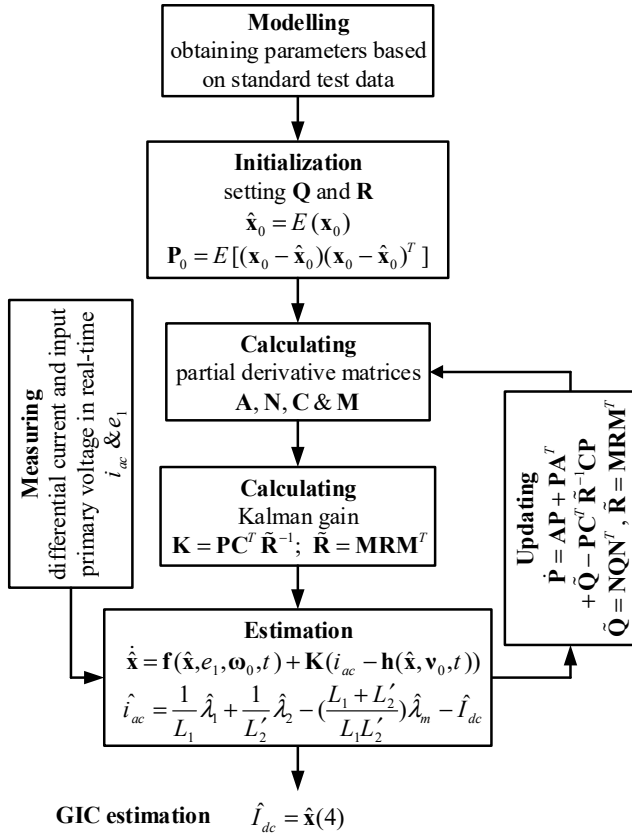 Modelling
obtaining parameters based
on standard test data
Initialization
setting Q and R
x̂₀ = E(x₀)
P₀ = E[(x₀ − x̂₀)(x₀ − x̂₀)ᵀ]
Calculating
partial derivative matrices
A, N, C & M
Calculating
Kalman gain
K = PCᵀR̃⁻¹; R̃ = MRMᵀ
Measuring
differential current and input
primary voltage in real-time
i_ac & e₁
Estimation
x̂̇ = f(x̂, e₁, ω₀, t) + K(i_ac − h(x̂, ν₀, t))
î_ac = 1/L₁ λ̂₁ + 1/L₂′ λ̂₂ − (L₁ + L₂′/L₁L₂′)λ̂_m − Î_dc
Updating
Ṗ = AP + PAᵀ
+ Q̃ − PCᵀR̃⁻¹CP
Q̃ = NQNᵀ, R̃ = MRMᵀ
GIC estimation Î_dc = x̂(4)